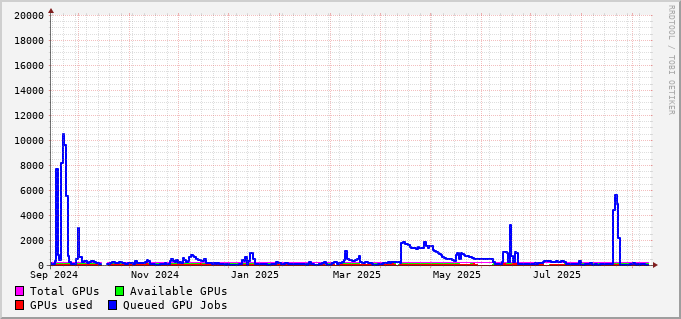 20000
18000
16000
14000
12000
10000
8000
6000
4000
2000
0
Sep 2024 Nov 2024 Jan 2025 Mar 2025 May 2025 Jul 2025
Total GPUs Available GPUs
GPUs used Queued GPU Jobs
RRDTOOL / TOBI OETIKER